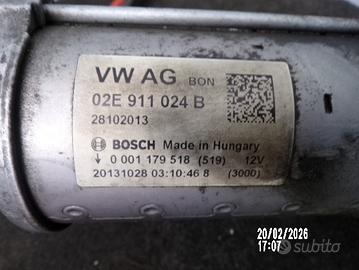 VW AG BON
02E 911 024 B
28102013
BOSCH Made in Hungary
0 001 179 518 (519) 12V
20131028 03:10:46 8 (3000)
20/02/2026
17:07
subito